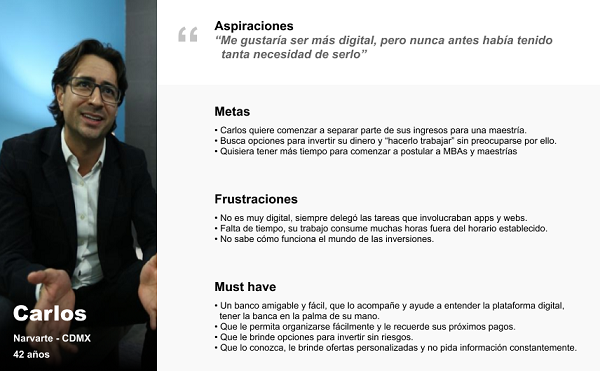 Aspiraciones
“Me gustaría ser más digital, pero nunca antes había tenido
tanta necesidad de serlo”
Metas
• Carlos quiere comenzar a separar parte de sus ingresos para una maestría.
• Busca opciones para invertir su dinero y “hacerlo trabajar” sin preocuparse por ello.
• Quisiera tener más tiempo para comenzar a postular a MBAs y maestrías
Frustraciones
• No es muy digital, siempre delegó las tareas que involucraban apps y webs.
• Falta de tiempo, su trabajo consume muchas horas fuera del horario establecido.
• No sabe cómo funciona el mundo de las inversiones.
Must have
• Un banco amigable y fácil, que lo acompañe y ayude a entender la plataforma digital,
tener la banca en la palma de su mano.
• Que le permita organizarse fácilmente y le recuerde sus próximos pagos.
• Que le brinde opciones para invertir sin riesgos.
• Que lo conozca, le brinde ofertas personalizadas y no pida información constantemente.
Carlos
Narvarte - CDMX
42 años